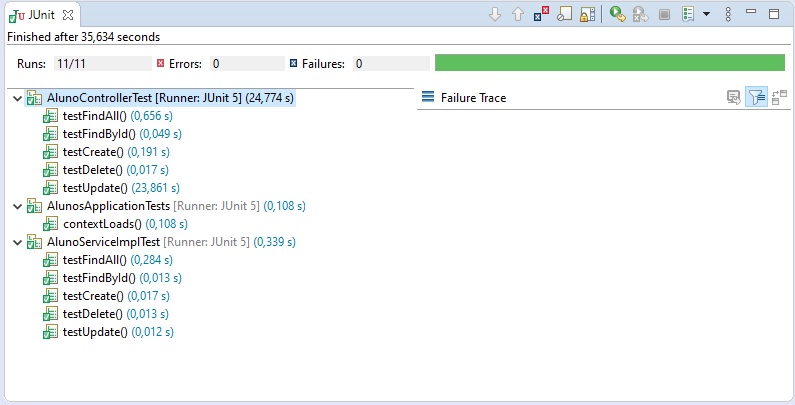 JUnit
Finished after 35,634 seconds
Runs: 11/11 Errors: 0 Failures: 0
AlunoControllerTest [Runner: JUnit 5] (24,774 s)
Failure Trace
testFindAll() (0,656 s)
testFindById() (0,049 s)
testCreate() (0,191 s)
testDelete() (0,017 s)
testUpdate() (23,861 s)
AlunosApplicationTests [Runner: JUnit 5] (0,108 s)
contextLoads() (0,108 s)
AlunoServiceImplTest [Runner: JUnit 5] (0,339 s)
testFindAll() (0,284 s)
testFindById() (0,013 s)
testCreate() (0,017 s)
testDelete() (0,013 s)
testUpdate() (0,012 s)